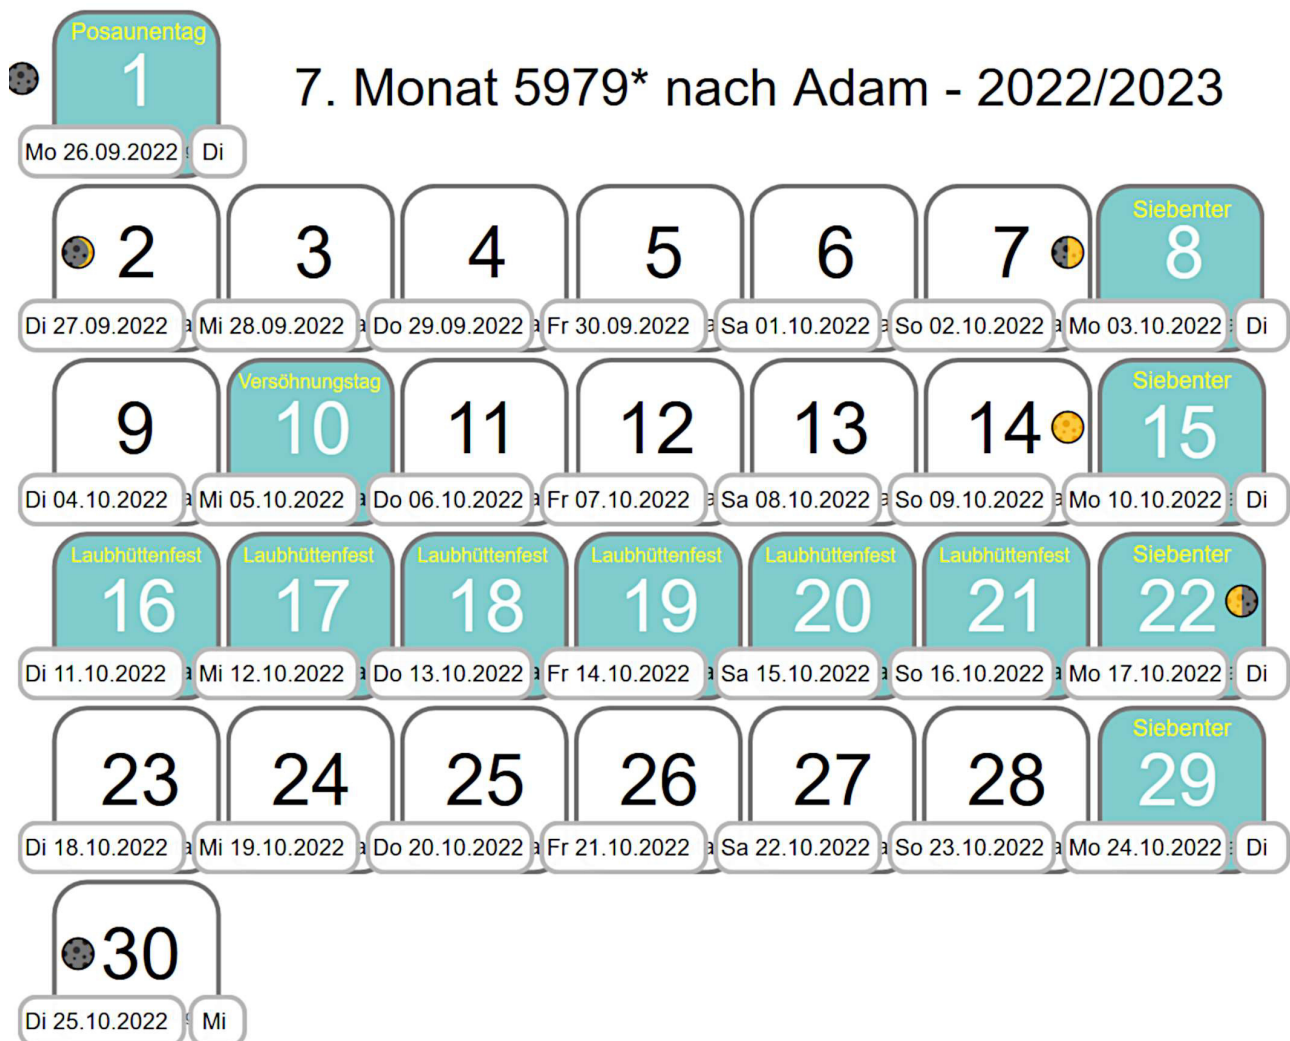 Posaunentag
1
7. Monat 5979* nach Adam - 2022/2023
Mo 26.09.2022 Di
2 3 4 5 6 7 Siebenter 8
Di 27.09.2022 Mi 28.09.2022 Do 29.09.2022 Fr 30.09.2022 Sa 01.10.2022 So 02.10.2022 Mo 03.10.2022 Di
Versöhnungstag Siebenter
9 10 11 12 13 14 15
Di 04.10.2022 Mi 05.10.2022 Do 06.10.2022 Fr 07.10.2022 Sa 08.10.2022 So 09.10.2022 Mo 10.10.2022 Di
Laubhüttenfest Laubhüttenfest Laubhüttenfest Laubhüttenfest Laubhüttenfest Laubhüttenfest Siebenter
16 17 18 19 20 21 22
Di 11.10.2022 Mi 12.10.2022 Do 13.10.2022 Fr 14.10.2022 Sa 15.10.2022 So 16.10.2022 Mo 17.10.2022 Di
Siebenter
23 24 25 26 27 28 29
Di 18.10.2022 Mi 19.10.2022 Do 20.10.2022 Fr 21.10.2022 Sa 22.10.2022 So 23.10.2022 Mo 24.10.2022 Di
30
Di 25.10.2022 Mi